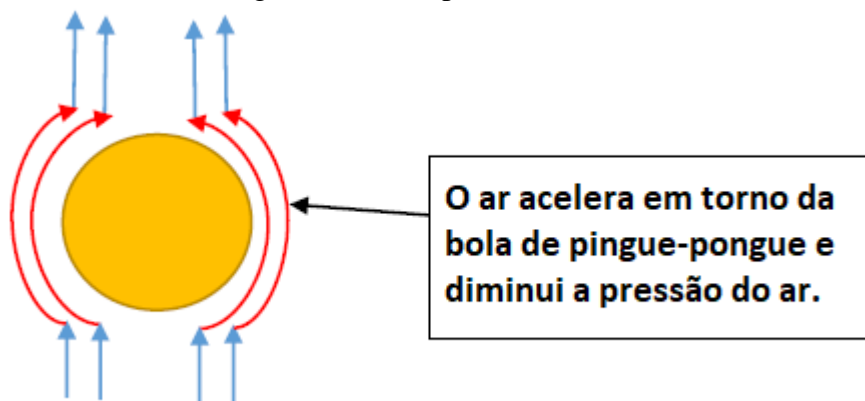 O ar acelera em torno da
bola de pingue-pongue e
diminui a pressão do ar.